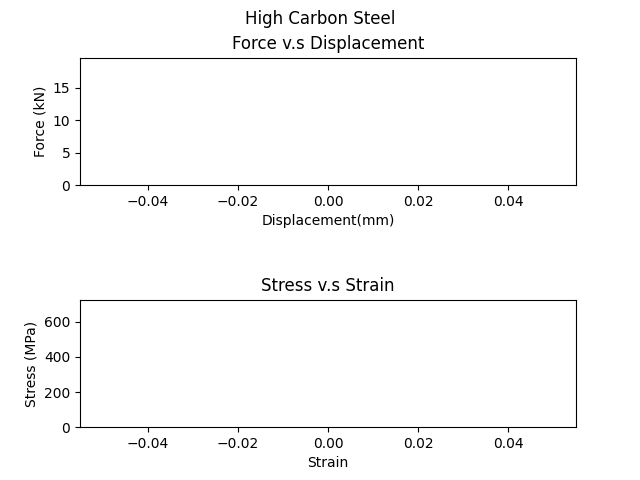 High Carbon Steel
Force v.s Displacement
15
10
5
0
Force (kN)
−0.04 −0.02 0.00 0.02 0.04
Displacement(mm)
Stress v.s Strain
600
400
200
0
Stress (MPa)
−0.04 −0.02 0.00 0.02 0.04
Strain